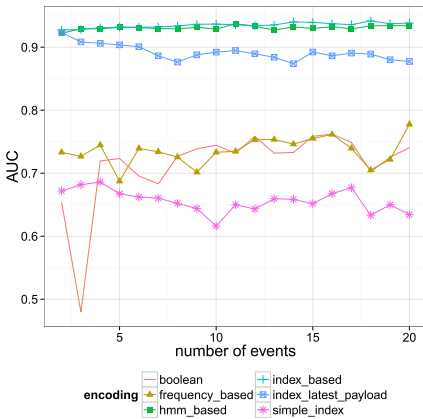 0.9
0.8
0.7
0.6
0.5
AUC
5 10 15 20
number of events
encoding
boolean index_based
frequency_based index_latest_payload
hmm_based simple_index